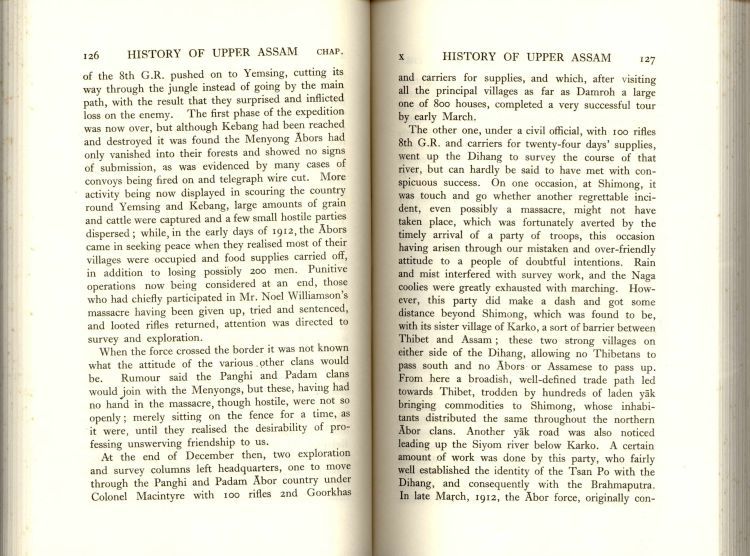 126 HISTORY OF UPPER ASSAM CHAP.
of the 8th G.R. pushed on to Yemsing, cutting its
way through the jungle instead of going by the main
path, with the result that they surprised and inflicted
loss on the enemy. The first phase of the expedition
was now over, but although Kebang had been reached
and destroyed it was found the Menyong Ābors had
only vanished into their forests and showed no signs
of submission, as was evidenced by many cases of
convoys being fired on and telegraph wire cut. More
activity being now displayed in scouring the country
round Yemsing and Kebang, large amounts of grain
and cattle were captured and a few small hostile parties
dispersed; while, in the early days of 1912, the Ābors
came in seeking peace when they realised most of their
villages were occupied and food supplies carried off,
in addition to losing possibly 200 men. Punitive
operations now being considered at an end, those
who had chiefly participated in Mr. Noel Williamson's
massacre having been given up, tried and sentenced,
and looted rifles returned, attention was directed to
survey and exploration.
When the force crossed the border it was not known
what the attitude of the various other clans would
be. Rumour said the Panghi and Padam clans
would join with the Menyongs, but these, having had
no hand in the massacre, though hostile, were not so
openly; merely sitting on the fence for a time, as
it were, until they realised the desirability of pro-
fessing unswerving friendship to us.
At the end of December then, two exploration
and survey columns left headquarters, one to move
through the Panghi and Padam Ābor country under
Colonel Macintyre with 100 rifles 2nd Goorkhas
x HISTORY OF UPPER ASSAM 127
and carriers for supplies, and which, after visiting
all the principal villages as far as Damroh a large
one of 800 houses, completed a very successful tour
by early March.
The other one, under a civil official, with 100 rifles
8th G.R. and carriers for twenty-four days' supplies,
went up the Dihang to survey the course of that
river, but can hardly be said to have met with con-
spicuous success. On one occasion, at Shimong, it
was touch and go whether another regrettable inci-
dent, even possibly a massacre, might not have
taken place, which was fortunately averted by the
timely arrival of a party of troops, this occasion
having arisen through our mistaken and over-friendly
attitude to a people of doubtful intentions. Rain
and mist interfered with survey work, and the Naga
coolies were greatly exhausted with marching. How-
ever, this party did make a dash and got some
distance beyond Shimong, which was found to be,
with its sister village of Karko, a sort of barrier between
Thibet and Assam; these two strong villages on
either side of the Dihang, allowing no Thibetans to
pass south and no Ābors or Assamese to pass up.
From here a broadish, well-defined trade path led
towards Thibet, trodden by hundreds of laden yāk
bringing commodities to Shimong, whose inhabi-
tants distributed the same throughout the northern
Ābor clans. Another yāk road was also noticed
leading up the Siyom river below Karko. A certain
amount of work was done by this party, who fairly
well established the identity of the Tsan Po with the
Dihang, and consequently with the Brahmaputra.
In late March, 1912, the Ābor force, originally con-